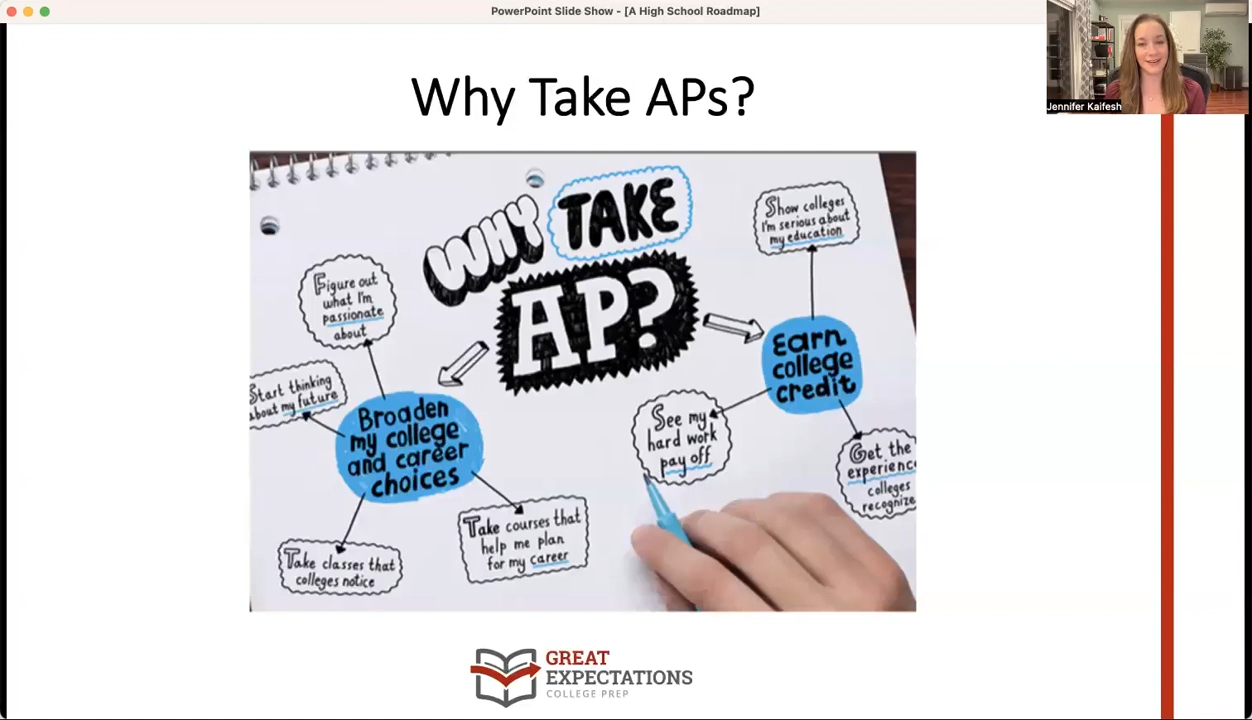 PowerPoint Slide Show - [A High School Roadmap]
Jennifer Kaifesh
Why Take APs?
WHY TAKE
AP?
Show colleges
I'm serious about
my education
Figure out
what I'm
passionate
about
Earn
college
credit
Start thinking
about my future
Broaden
my college
and career
choices
See my
hard work
pay off
Get the
experienc
colleges
recognize
Take courses that
help me plan
for my career
Take classes that
colleges notice
GREAT
EXPECTATIONS
COLLEGE PREP